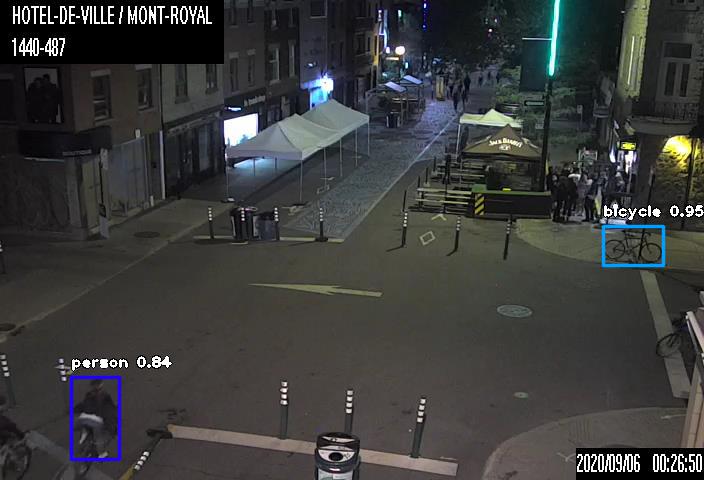 HOTEL-DE-VILLE / MONT-ROYAL
1440-487
JACK DANIEL'S
bicycle 0.95
person 0.84
2020/09/06 00:26:50